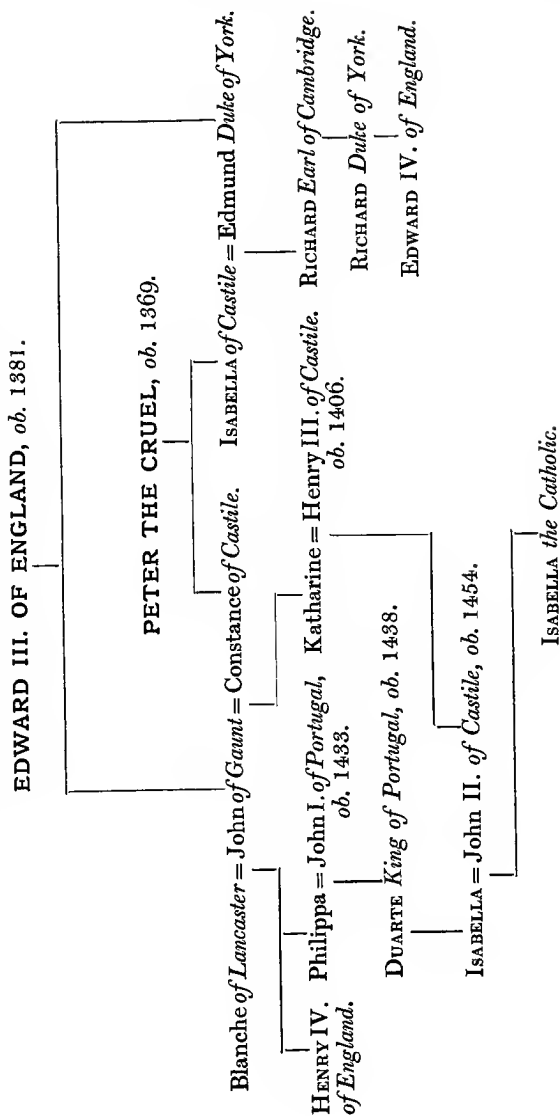 EDWARD III. OF ENGLAND, ob. 1381.
PETER THE CRUEL, ob. 1369.
Blanche of Lancaster = John of Gaunt = Constance of Castile.
ISABELLA of Castile = Edmund Duke of York.
HENRY IV.
of England.
Philippa = John I. of Portugal,
ob. 1433.
Katharine = Henry III. of Castile.
ob. 1406.
RICHARD Earl of Cambridge.
DUARTE King of Portugal, ob. 1438.
RICHARD Duke of York.
ISABELLA = John II. of Castile, ob. 1454.
EDWARD IV. of England.
ISABELLA the Catholic.